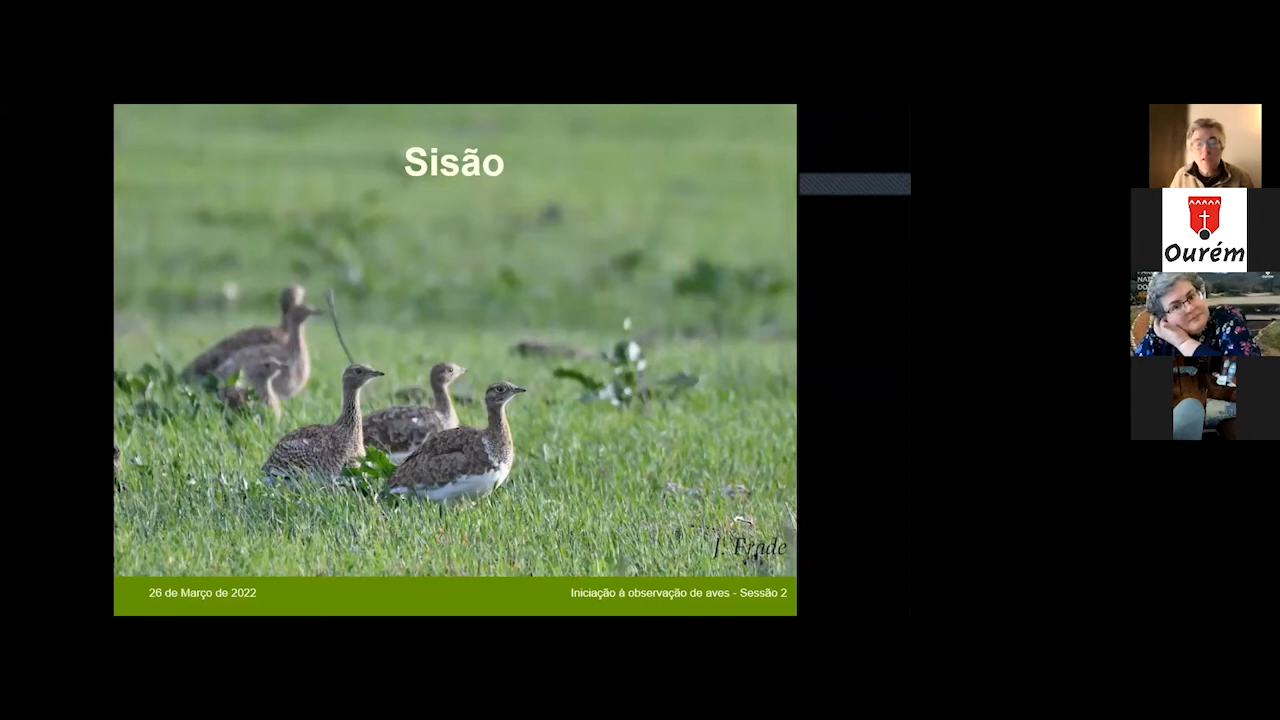 Sisão
J. Frade
26 de Março de 2022
Iniciação à observação de aves - Sessão 2
Ourém